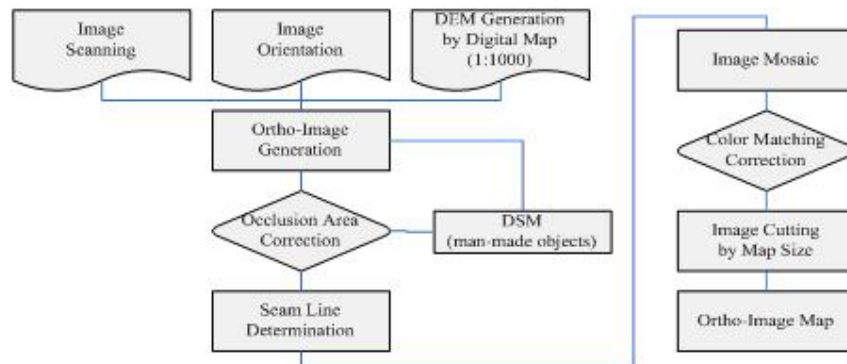 Image
Scanning
Image
Orientation
DEM Generation
by Digital Map
(1:1000)
Ortho-Image
Generation
Occlusion Area
Correction
DSM
(man-made objects)
Seam Line
Determination
Image Mosaic
Color Matching
Correction
Image Cutting
by Map Size
Ortho-Image Map